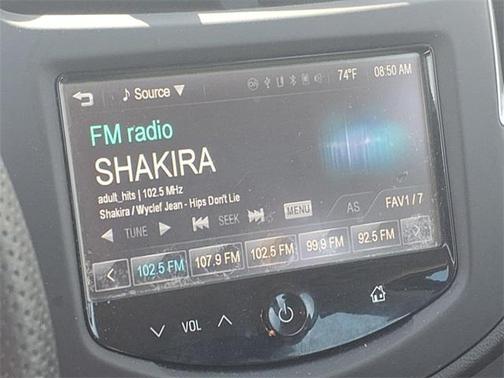 Source ▼ 74°F 08:50 AM
FM radio
SHAKIRA
adult_hits | 102.5 MHz
Shakira / Wyclef Jean - Hips Don't Lie
TUNE SEEK MENU AS FAV1 / 7
102.5 FM 107.9 FM 102.5 FM 99.9 FM 92.5 FM
VOL